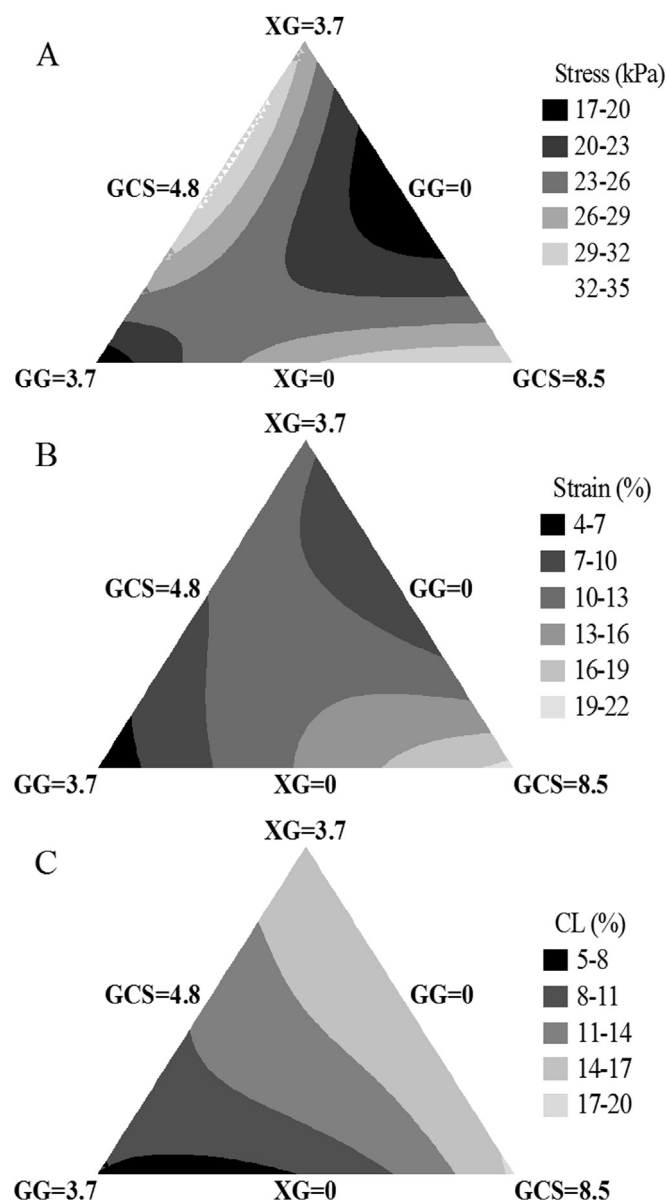 A
XG=3.7
Stress (kPa)
17-20
20-23
23-26
26-29
29-32
32-35
GCS=4.8
GG=0
GG=3.7
XG=0
GCS=8.5
B
XG=3.7
Strain (%)
4-7
7-10
10-13
13-16
16-19
19-22
GCS=4.8
GG=0
GG=3.7
XG=0
GCS=8.5
C
XG=3.7
CL (%)
5-8
8-11
11-14
14-17
17-20
GCS=4.8
GG=0
GG=3.7
XG=0
GCS=8.5